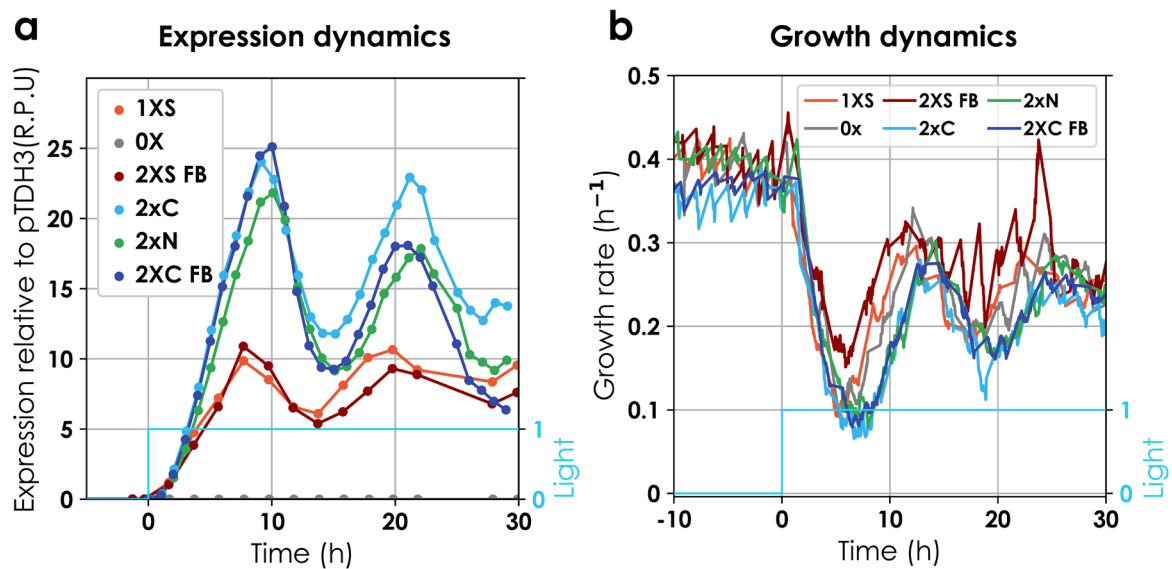 a
Expression dynamics
Expression relative to pTDH3(R.P.U)
25
20
15
10
5
0
1XS
0X
2XS FB
2xC
2xN
2XC FB
1
0
Light
0
10
20
30
Time (h)
b
Growth dynamics
Growth rate (h⁻¹)
0.5
0.4
0.3
0.2
0.1
0
1XS 2XS FB 2xN
0x 2xC 2XC FB
1
0
Light
-10
0
10
20
30
Time (h)